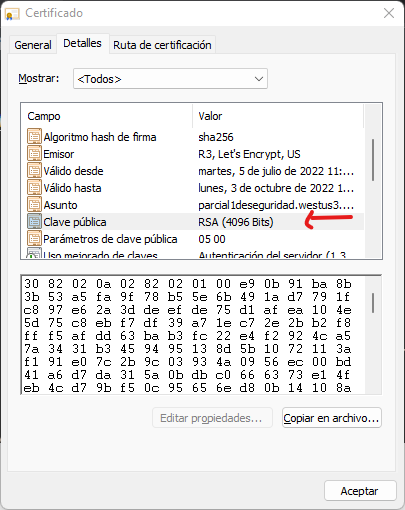 Certificado
General Detalles Ruta de certificación
Mostrar: <Todos>
Campo Valor
Algoritmo hash de firma sha256
Emisor R3, Let's Encrypt, US
Válido desde martes, 5 de julio de 2022 11:...
Válido hasta lunes, 3 de octubre de 2022 1...
Asunto parcial1deseguridad.westus3....
Clave pública RSA (4096 Bits)
Parámetros de clave pública 05 00
Uso mejorado de claves Autenticación del servidor (1.3
30 82 02 0a 02 82 02 01 00 e9 0b 91 ba 8b
3b 53 a5 fa 9f 78 b5 5e 6b 49 1a d7 79 1f
c8 97 e6 2a 3d de ef de 75 d1 af ea 10 4e
5d 75 c8 eb f7 df 39 a7 1e c7 2e 2b b2 f8
ff f5 af dd 63 ba b3 fc 22 e4 f2 92 4c a5
7a 34 31 b3 45 94 95 13 8d 5b 10 72 11 3a
f1 91 e0 7c 2b 9c 03 93 4a 09 56 ec 00 bd
41 a6 d7 da 31 5a 0b db c0 66 63 73 e1 4f
eb 4c d7 9b f5 0c 95 65 6e d8 0b 14 10 8a
Editar propiedades... Copiar en archivo...
Aceptar